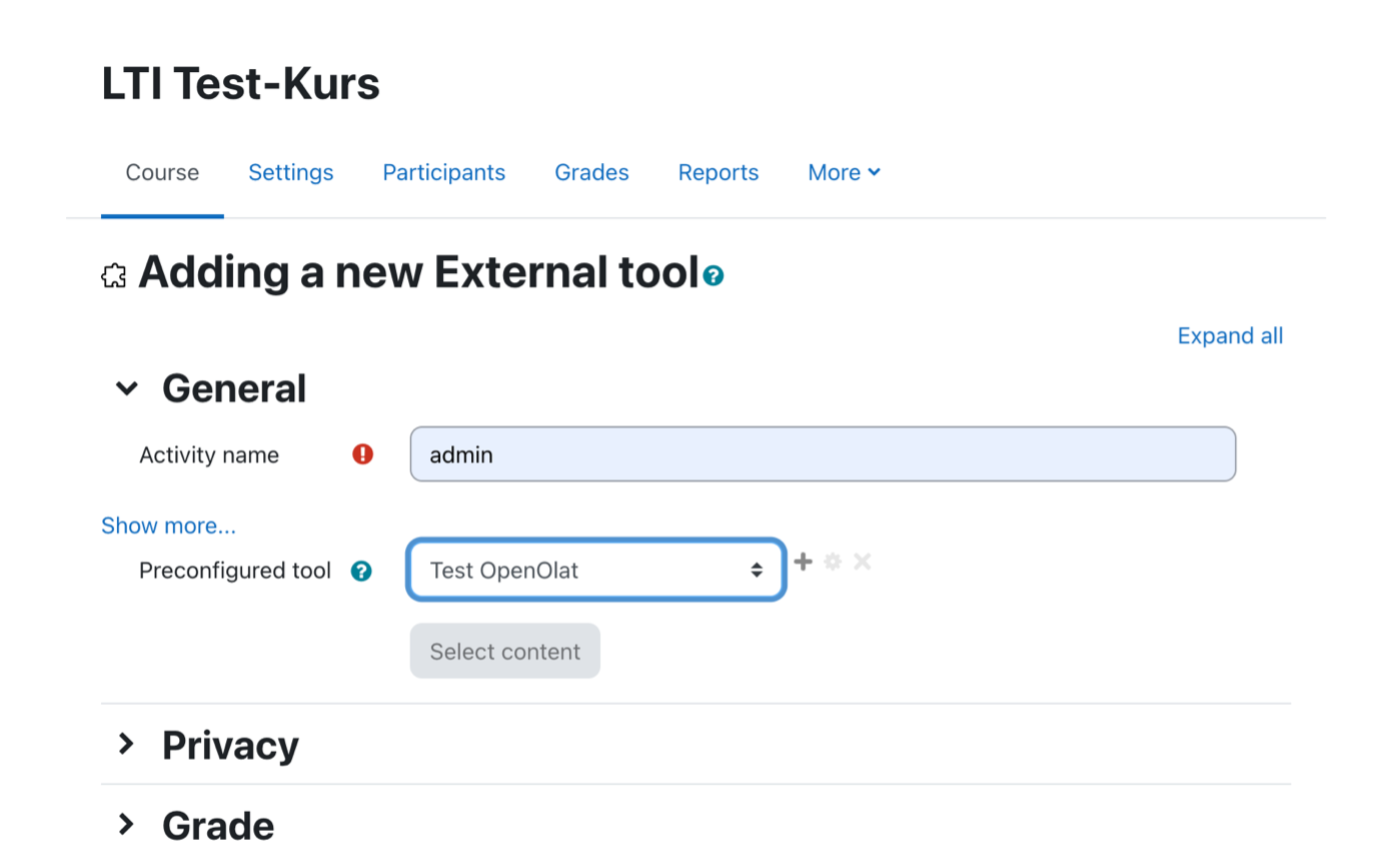 LTI Test-Kurs
Course Settings Participants Grades Reports More
Adding a new External tool
Expand all
General
Activity name admin
Show more...
Preconfigured tool Test OpenOlat
Select content
Privacy
Grade